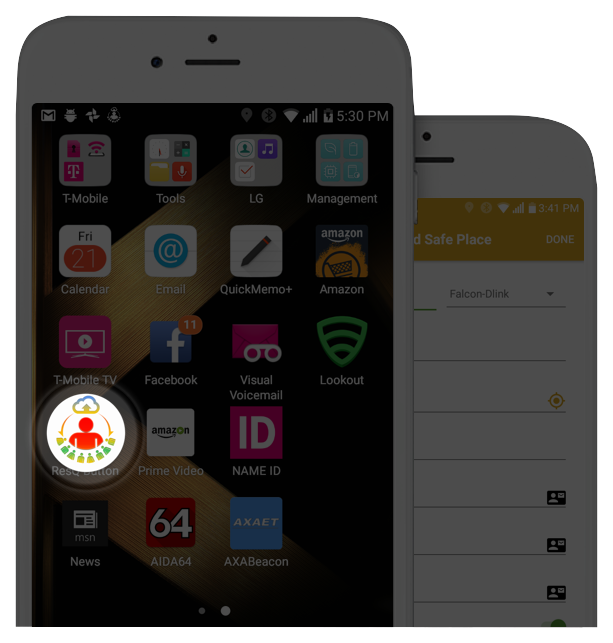 5:30 PM
T-Mobile
Tools
LG
Management
Fri
21
Calendar
Email
QuickMemo+
amazon
Amazon
T-Mobile TV
11
Facebook
Visual
Voicemail
Lookout
ResQ Button
amazon
Prime Video
ID
NAME ID
msn
News
64
AIDA64
AXAET
AXABeacon
3:41 PM
d Safe Place
DONE
Falcon-Dlink